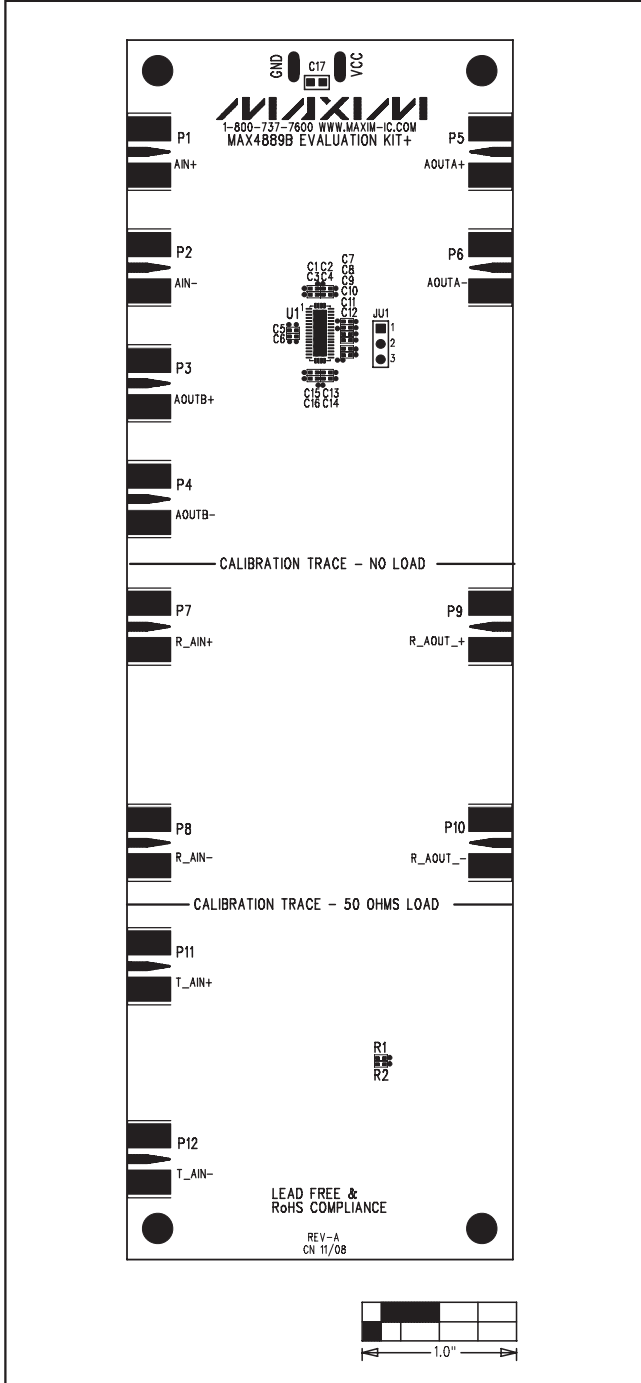 GND
C17
VCC
MAXIM
1-800-737-7600 WWW.MAXIM-IC.COM
MAX4889B EVALUATION KIT+
P1
AIN+
P5
AOUTA+
P2
AIN-
P6
AOUTA-
C1 C2
C3 C4
C7
C8
C9
C10
C11
C12
U1
1
C5
C6
JU1
1
2
3
C15 C13
C16 C14
P3
AOUTB+
P4
AOUTB-
CALIBRATION TRACE - NO LOAD
P7
R_AIN+
P9
R_AOUT_+
P8
R_AIN-
P10
R_AOUT_-
CALIBRATION TRACE - 50 OHMS LOAD
P11
T_AIN+
R1
R2
P12
T_AIN-
LEAD FREE &
RoHS COMPLIANCE
REV-A
CN 11/08
1.0"